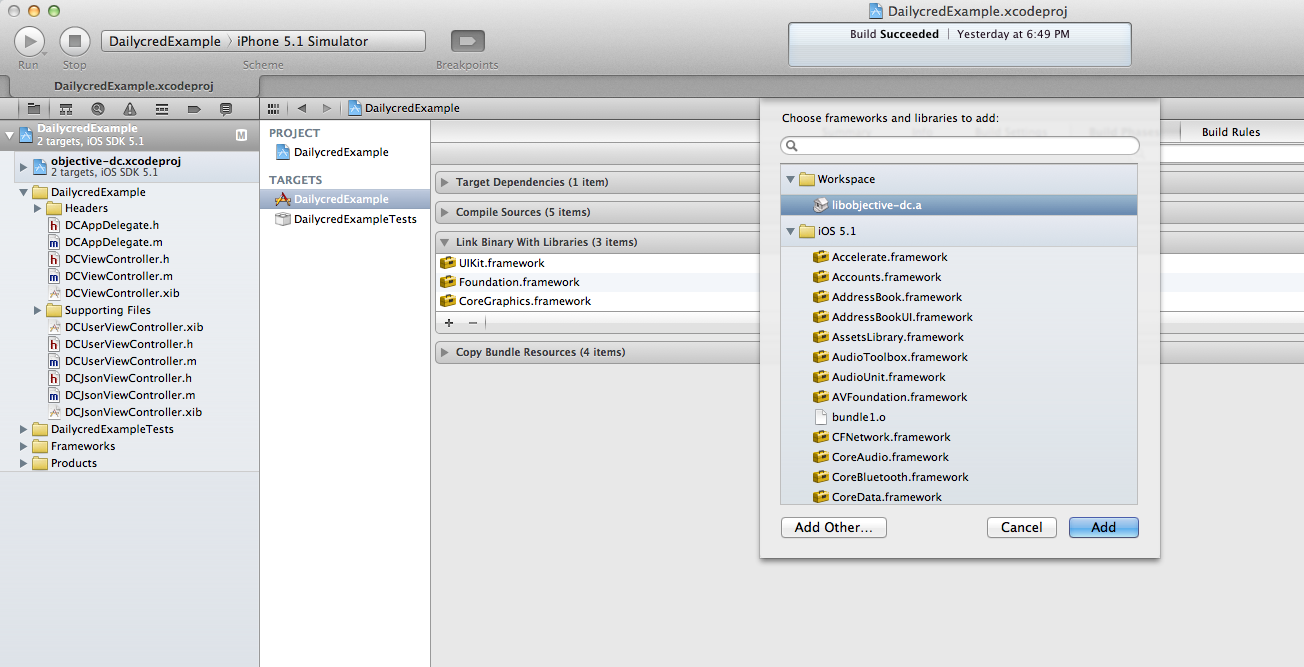 DailycredExample.xcodeproj
Run
Stop
DailycredExample › iPhone 5.1 Simulator
Scheme
Breakpoints
Build Succeeded | Yesterday at 6:49 PM
DailycredExample.xcodeproj
DailycredExample
2 targets, iOS SDK 5.1
M
objective-dc.xcodeproj
2 targets, iOS SDK 5.1
DailycredExample
Headers
DCAppDelegate.h
DCAppDelegate.m
DCViewController.h
DCViewController.m
DCViewController.xib
Supporting Files
DCUserViewController.xib
DCUserViewController.h
DCUserViewController.m
DCJsonViewController.h
DCJsonViewController.m
DCJsonViewController.xib
DailycredExampleTests
Frameworks
Products
DailycredExample
PROJECT
DailycredExample
TARGETS
DailycredExample
DailycredExampleTests
Build Rules
Target Dependencies (1 item)
Compile Sources (5 items)
Link Binary With Libraries (3 items)
UIKit.framework
Foundation.framework
CoreGraphics.framework
+ −
Copy Bundle Resources (4 items)
Choose frameworks and libraries to add:
Workspace
libobjective-dc.a
iOS 5.1
Accelerate.framework
Accounts.framework
AddressBook.framework
AddressBookUI.framework
AssetsLibrary.framework
AudioToolbox.framework
AudioUnit.framework
AVFoundation.framework
bundle1.o
CFNetwork.framework
CoreAudio.framework
CoreBluetooth.framework
CoreData.framework
Add Other...
Cancel
Add